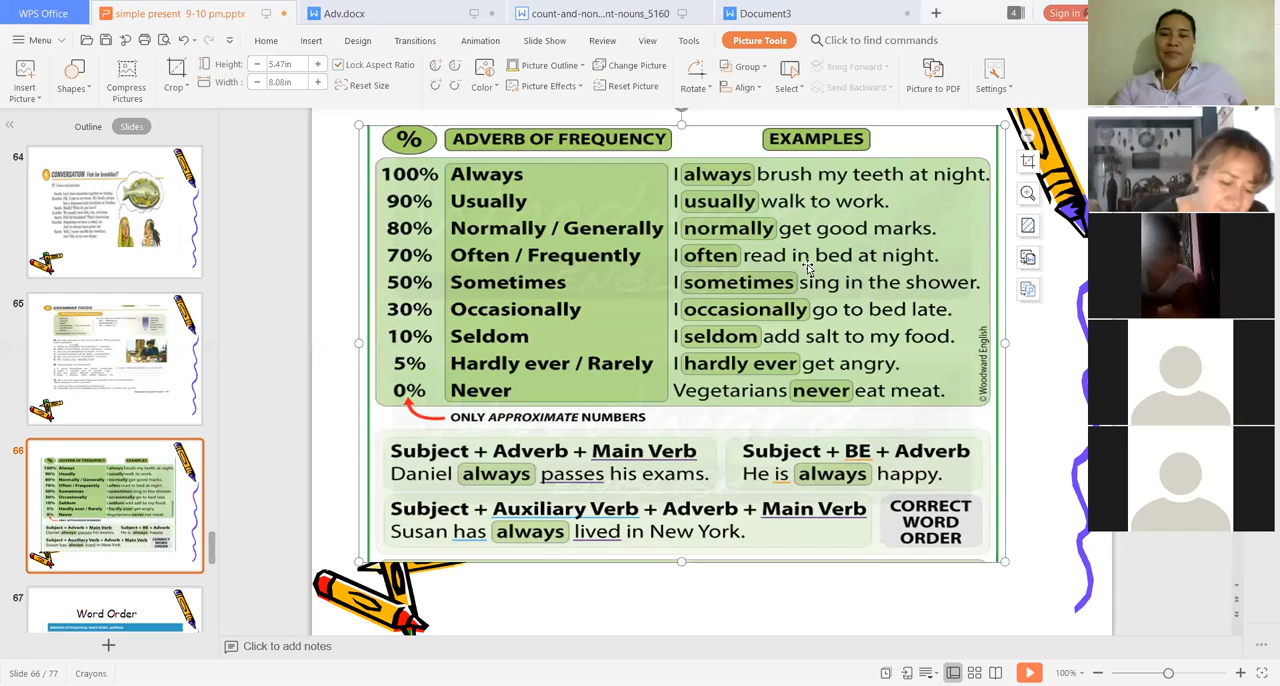 WPS Office
simple present 9-10 pm.pptx
Adv.docx
count-and-non...nt-nouns_5160
Document3
4
Sign in
Menu
Home
Insert
Design
Transitions
Animation
Slide Show
Review
View
Tools
Picture Tools
Click to find commands
Insert Picture
Shapes
Compress Pictures
Crop
Height: 5.47in
Width : 8.08in
Lock Aspect Ratio
Reset Size
Color
Picture Outline
Picture Effects
Change Picture
Reset Picture
Rotate
Group
Align
Select
Bring Forward
Send Backward
Picture to PDF
Settings
Outline
Slides
64
CONVERSATION Fish for breakfast?
65
GRAMMAR FOCUS
66
67
Word Order
% ADVERB OF FREQUENCY EXAMPLES
100% Always I always brush my teeth at night.
90% Usually I usually walk to work.
80% Normally / Generally I normally get good marks.
70% Often / Frequently I often read in bed at night.
50% Sometimes I sometimes sing in the shower.
30% Occasionally I occasionally go to bed late.
10% Seldom I seldom add salt to my food.
5% Hardly ever / Rarely I hardly ever get angry.
0% Never Vegetarians never eat meat.
© Woodward English
ONLY APPROXIMATE NUMBERS
Subject + Adverb + Main Verb
Daniel always passes his exams.
Subject + BE + Adverb
He is always happy.
Subject + Auxiliary Verb + Adverb + Main Verb
Susan has always lived in New York.
CORRECT
WORD
ORDER
Click to add notes
Slide 66 / 77
Crayons
100%